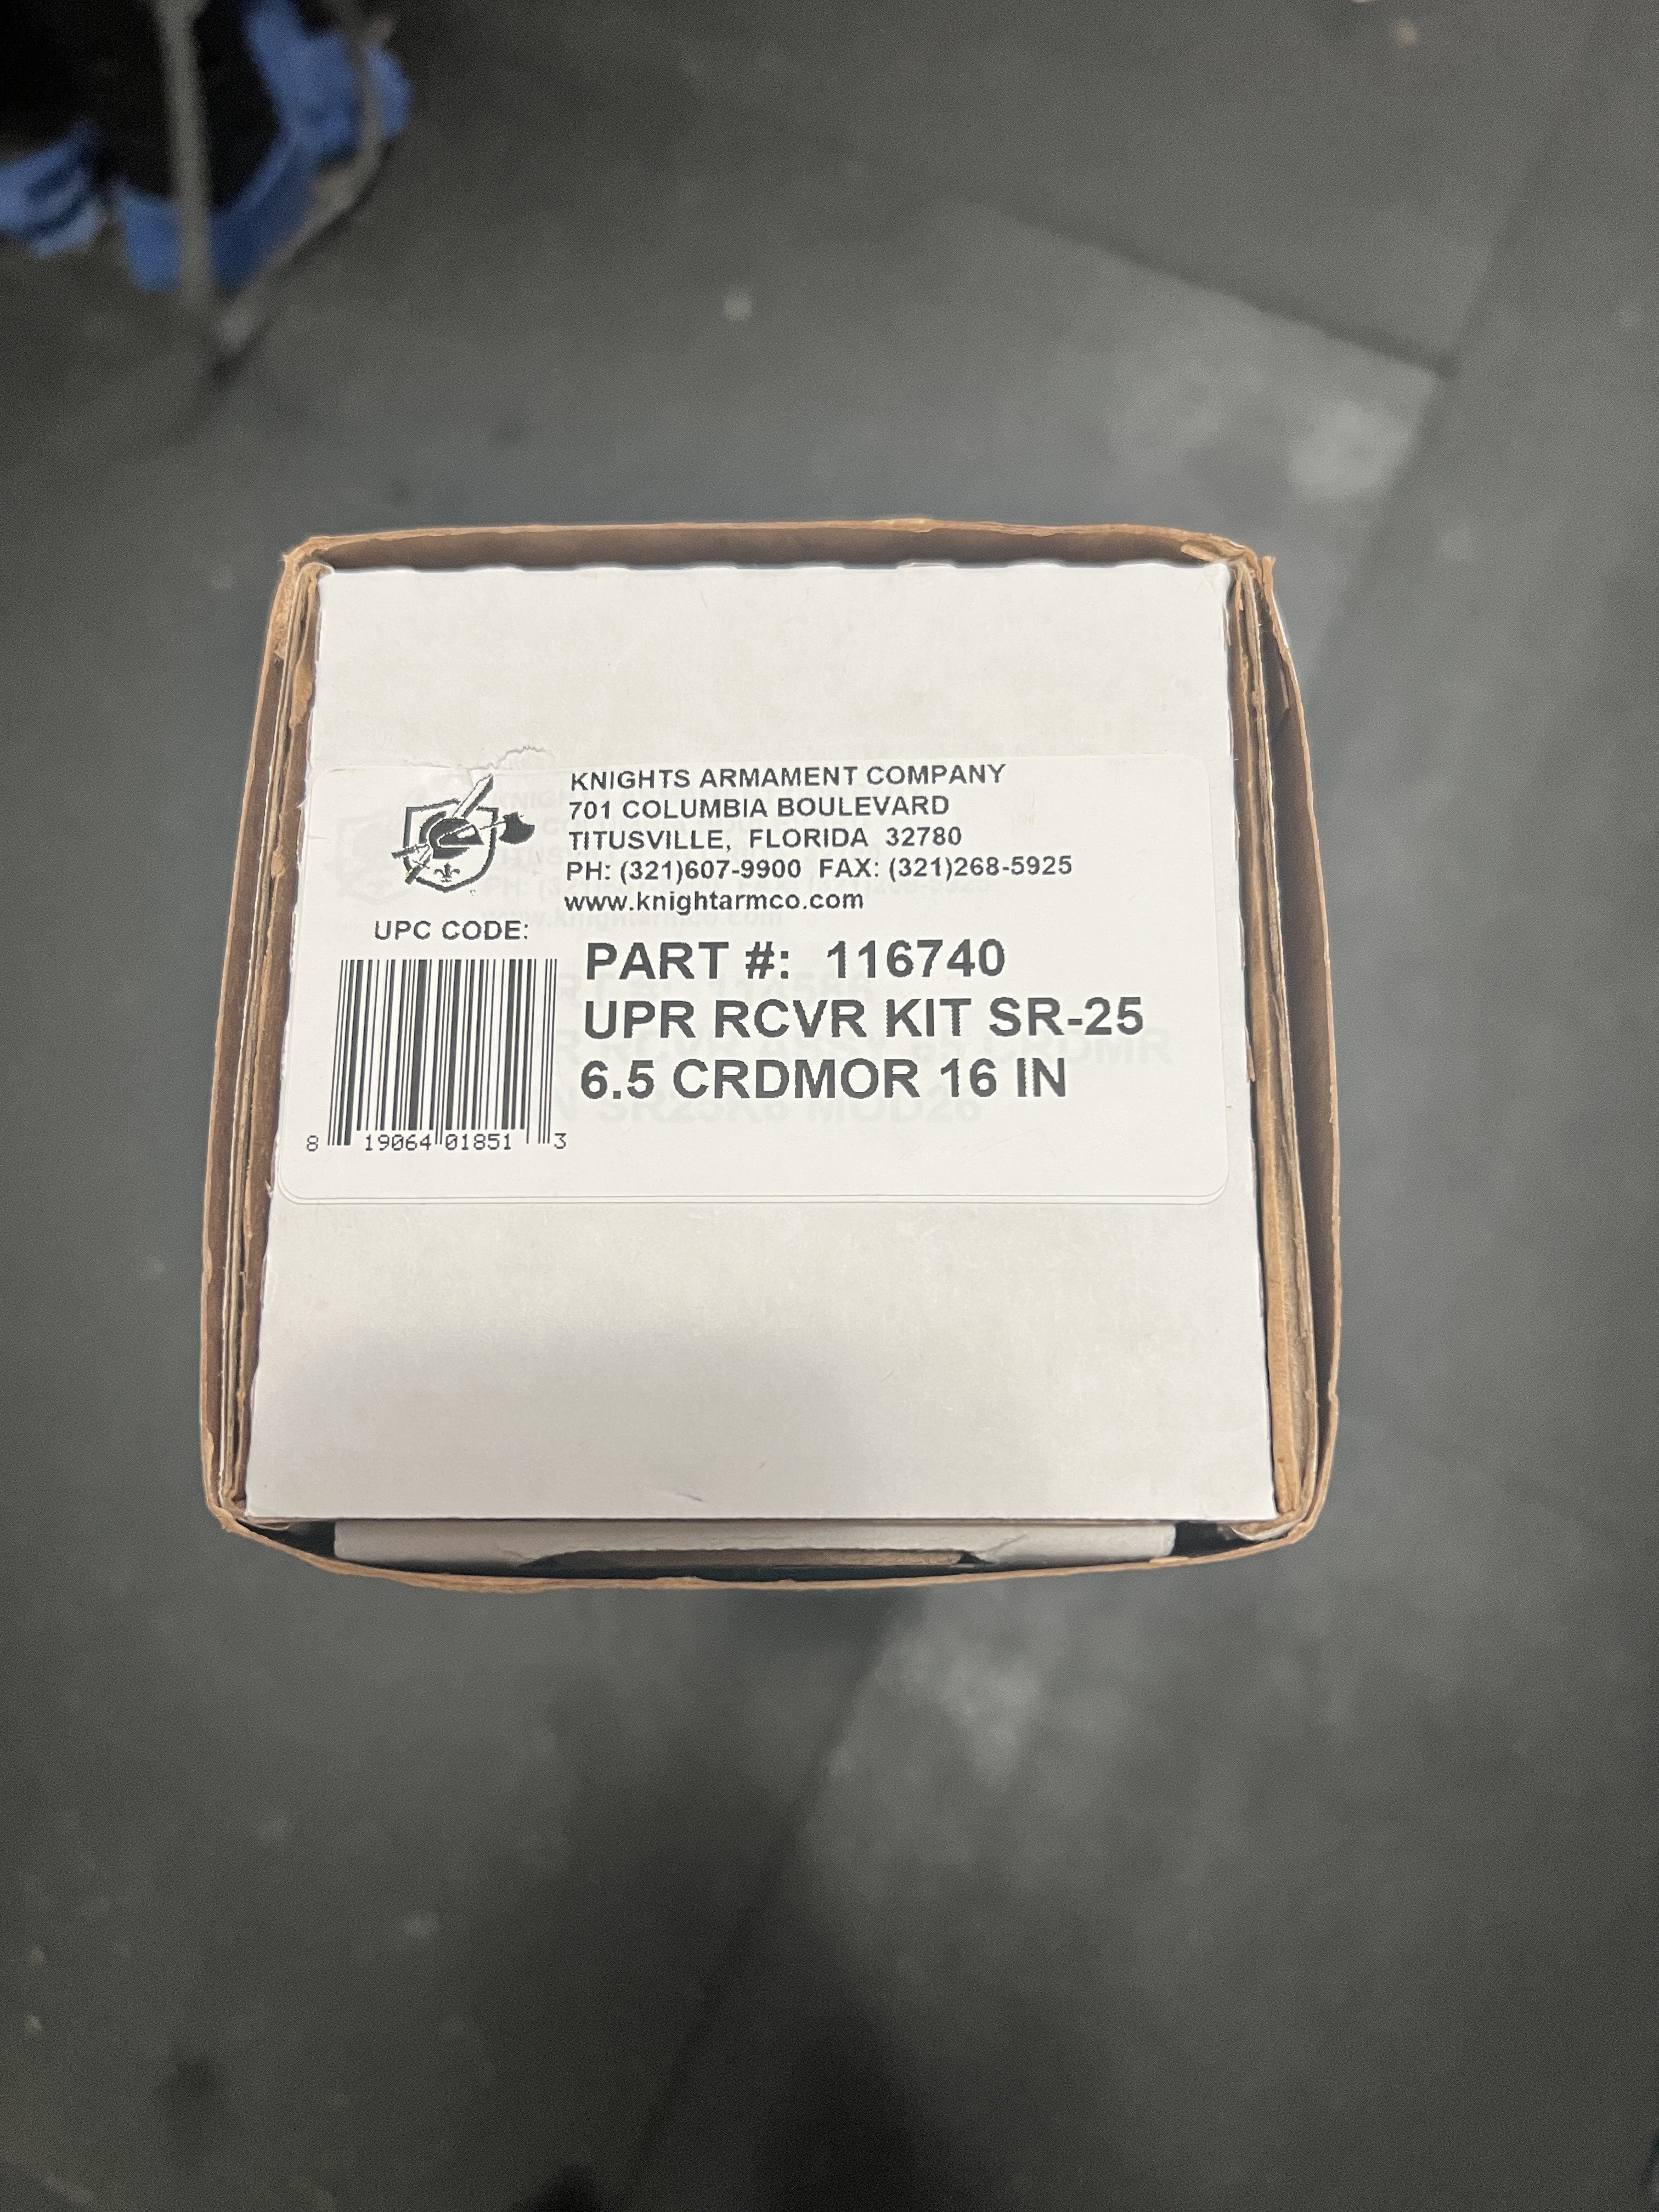 KNIGHTS ARMAMENT COMPANY
701 COLUMBIA BOULEVARD
TITUSVILLE, FLORIDA 32780
PH: (321)607-9900 FAX: (321)268-5925
www.knightarmco.com
UPC CODE:
PART #: 116740
UPR RCVR KIT SR-25
6.5 CRDMOR 16 IN
8 19064 01851 3